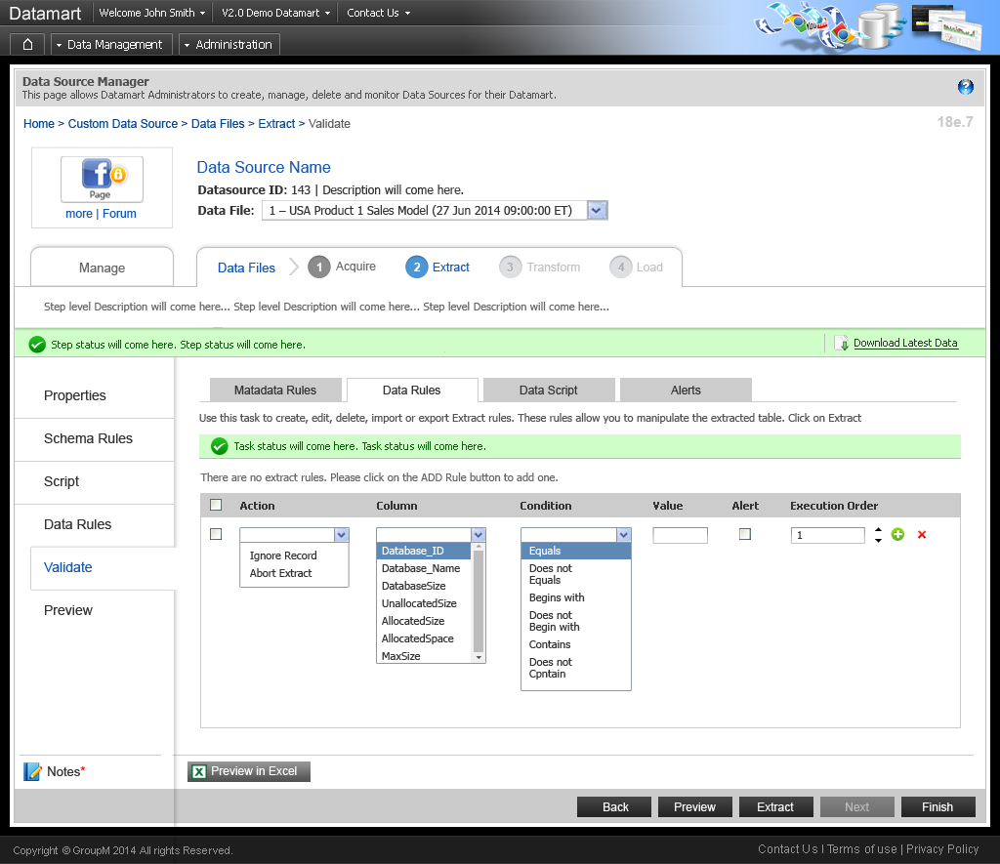 Datamart Welcome John Smith V2.0 Demo Datamart Contact Us
Data Management Administration
Data Source Manager
This page allows Datamart Administrators to create, manage, delete and monitor Data Sources for their Datamart.
Home > Custom Data Source > Data Files > Extract > Validate
18e.7
Page
more | Forum
Data Source Name
Datasource ID: 143 | Description will come here.
Data File: 1 – USA Product 1 Sales Model (27 Jun 2014 09:00:00 ET)
Manage
Data Files 1 Acquire 2 Extract 3 Transform 4 Load
Step level Description will come here... Step level Description will come here... Step level Description will come here...
Step status will come here. Step status will come here.
Download Latest Data
Properties
Schema Rules
Script
Data Rules
Validate
Preview
Matadata Rules Data Rules Data Script Alerts
Use this task to create, edit, delete, import or export Extract rules. These rules allow you to manipulate the extracted table. Click on Extract
Task status will come here. Task status will come here.
There are no extract rules. Please click on the ADD Rule button to add one.
Action Column Condition Value Alert Execution Order
1
Ignore Record
Abort Extract
Database_ID
Database_Name
DatabaseSize
UnallocatedSize
AllocatedSize
AllocatedSpace
MaxSize
Equals
Does not
Equals
Begins with
Does not
Begin with
Contains
Does not
Cpntain
Notes*
Preview in Excel
Back Preview Extract Next Finish
Copyright © GroupM 2014 All rights Reserved.
Contact Us | Terms of use | Privacy Policy